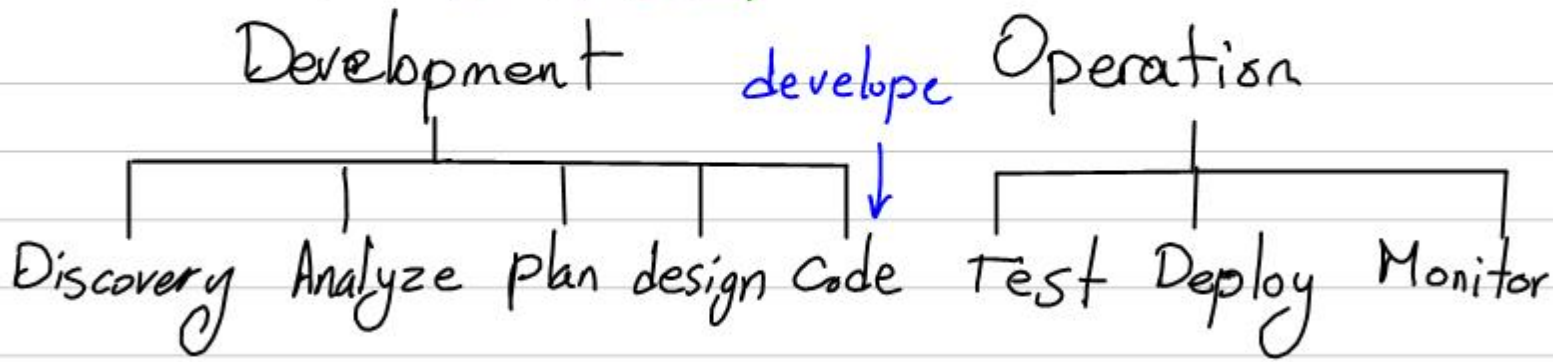 Development develope Operation
Discovery Analyze plan design Code Test Deploy Monitor